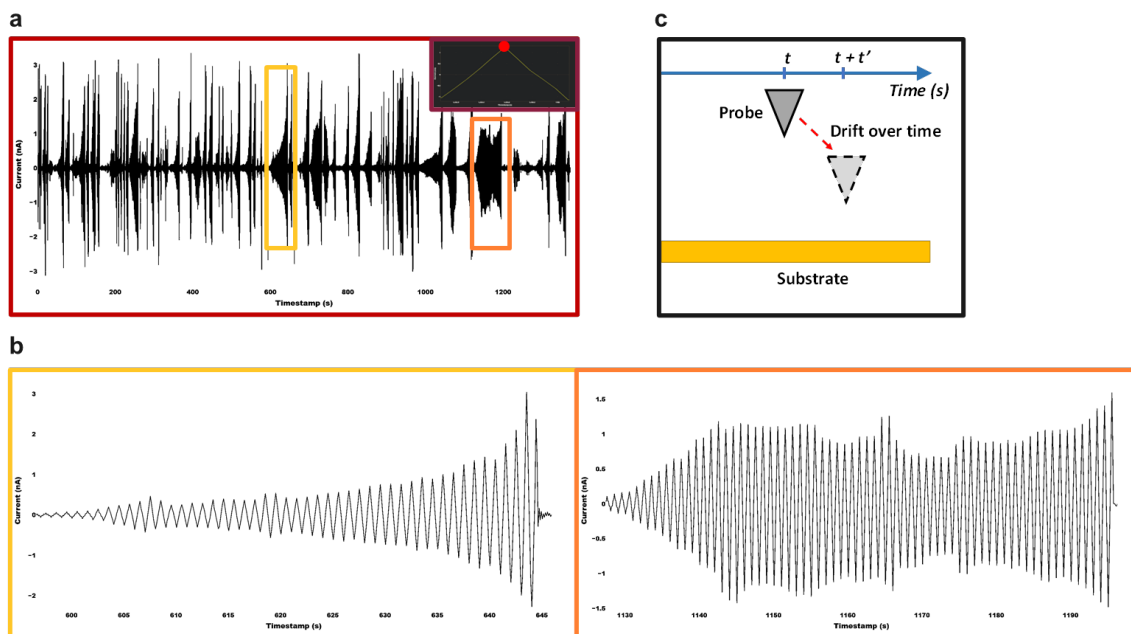 a
3
2
1
0
−1
−2
−3
Current (nA)
0 200 400 600 800 1000 1200
Timestamp (s)
c
t t + t’
Time (s)
Probe
Drift over time
Substrate
b
3
2
1
0
−1
−2
Current (nA)
600 605 610 615 620 625 630 635 640 645
Timestamp (s)
1.5
1
0.5
0
−0.5
−1
−1.5
Current (nA)
1130 1140 1150 1160 1170 1180 1190
Timestamp (s)